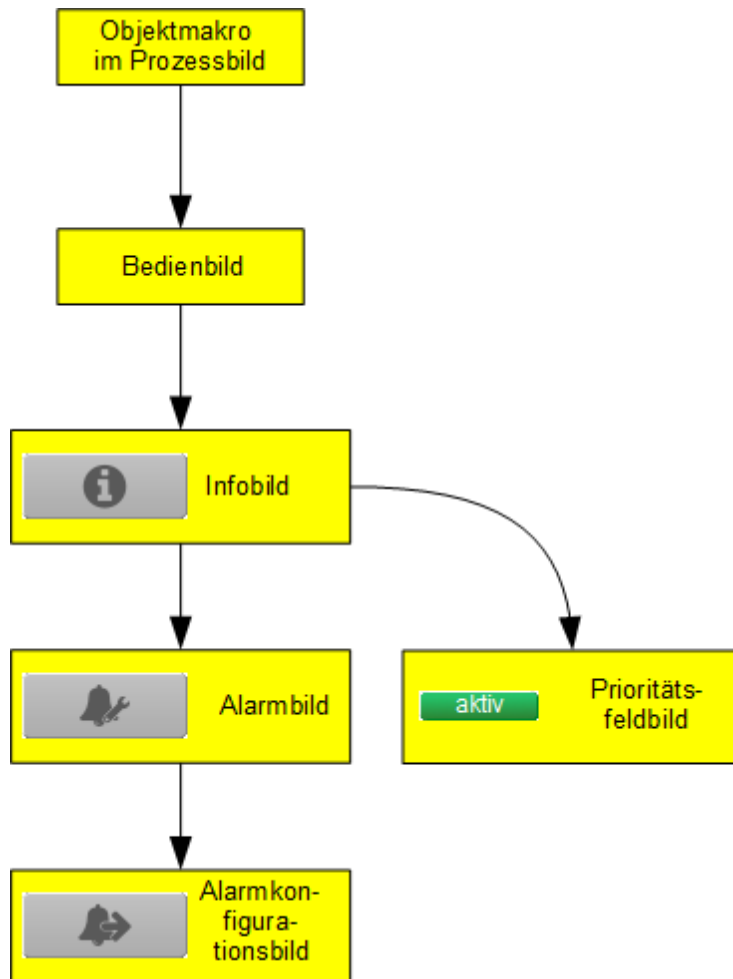 Objektmakro
im Prozessbild
Bedienbild
Infobild
Alarmbild
aktiv
Prioritäts-
feldbild
Alarmkon-
figura-
tionsbild